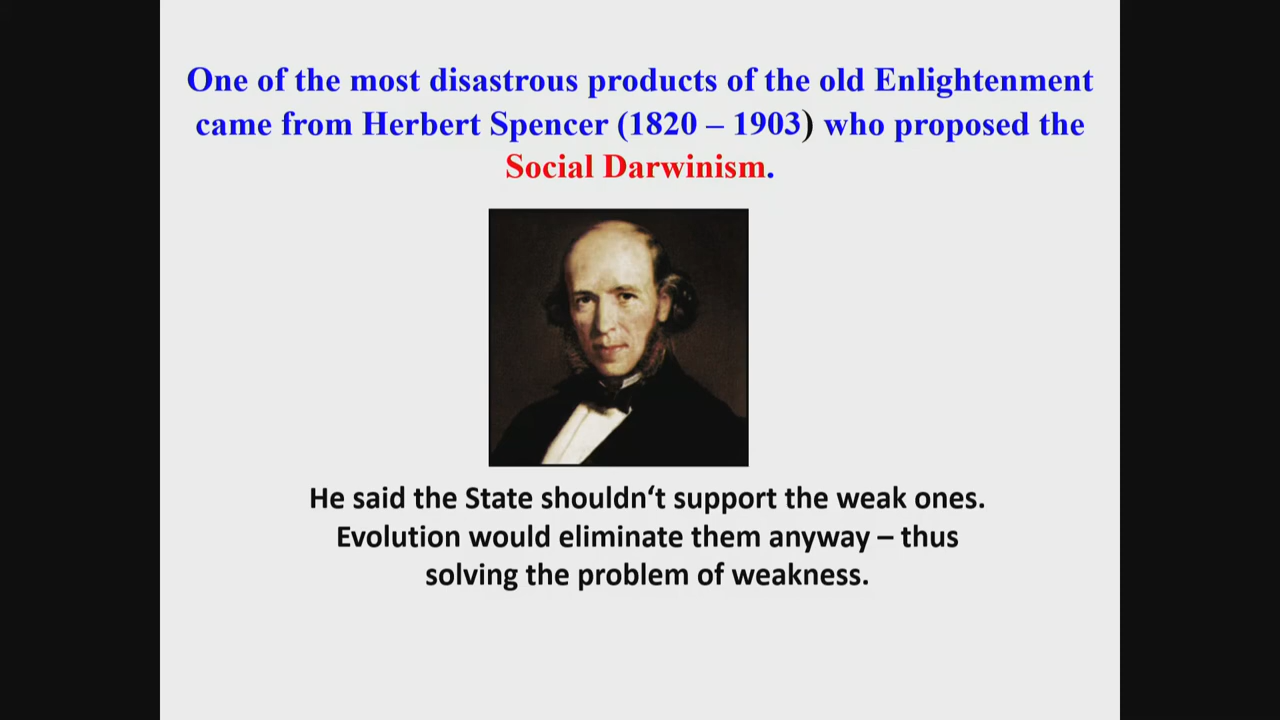 One of the most disastrous products of the old Enlightenment
came from Herbert Spencer (1820 – 1903) who proposed the
Social Darwinism.
He said the State shouldn‘t support the weak ones.
Evolution would eliminate them anyway – thus
solving the problem of weakness.